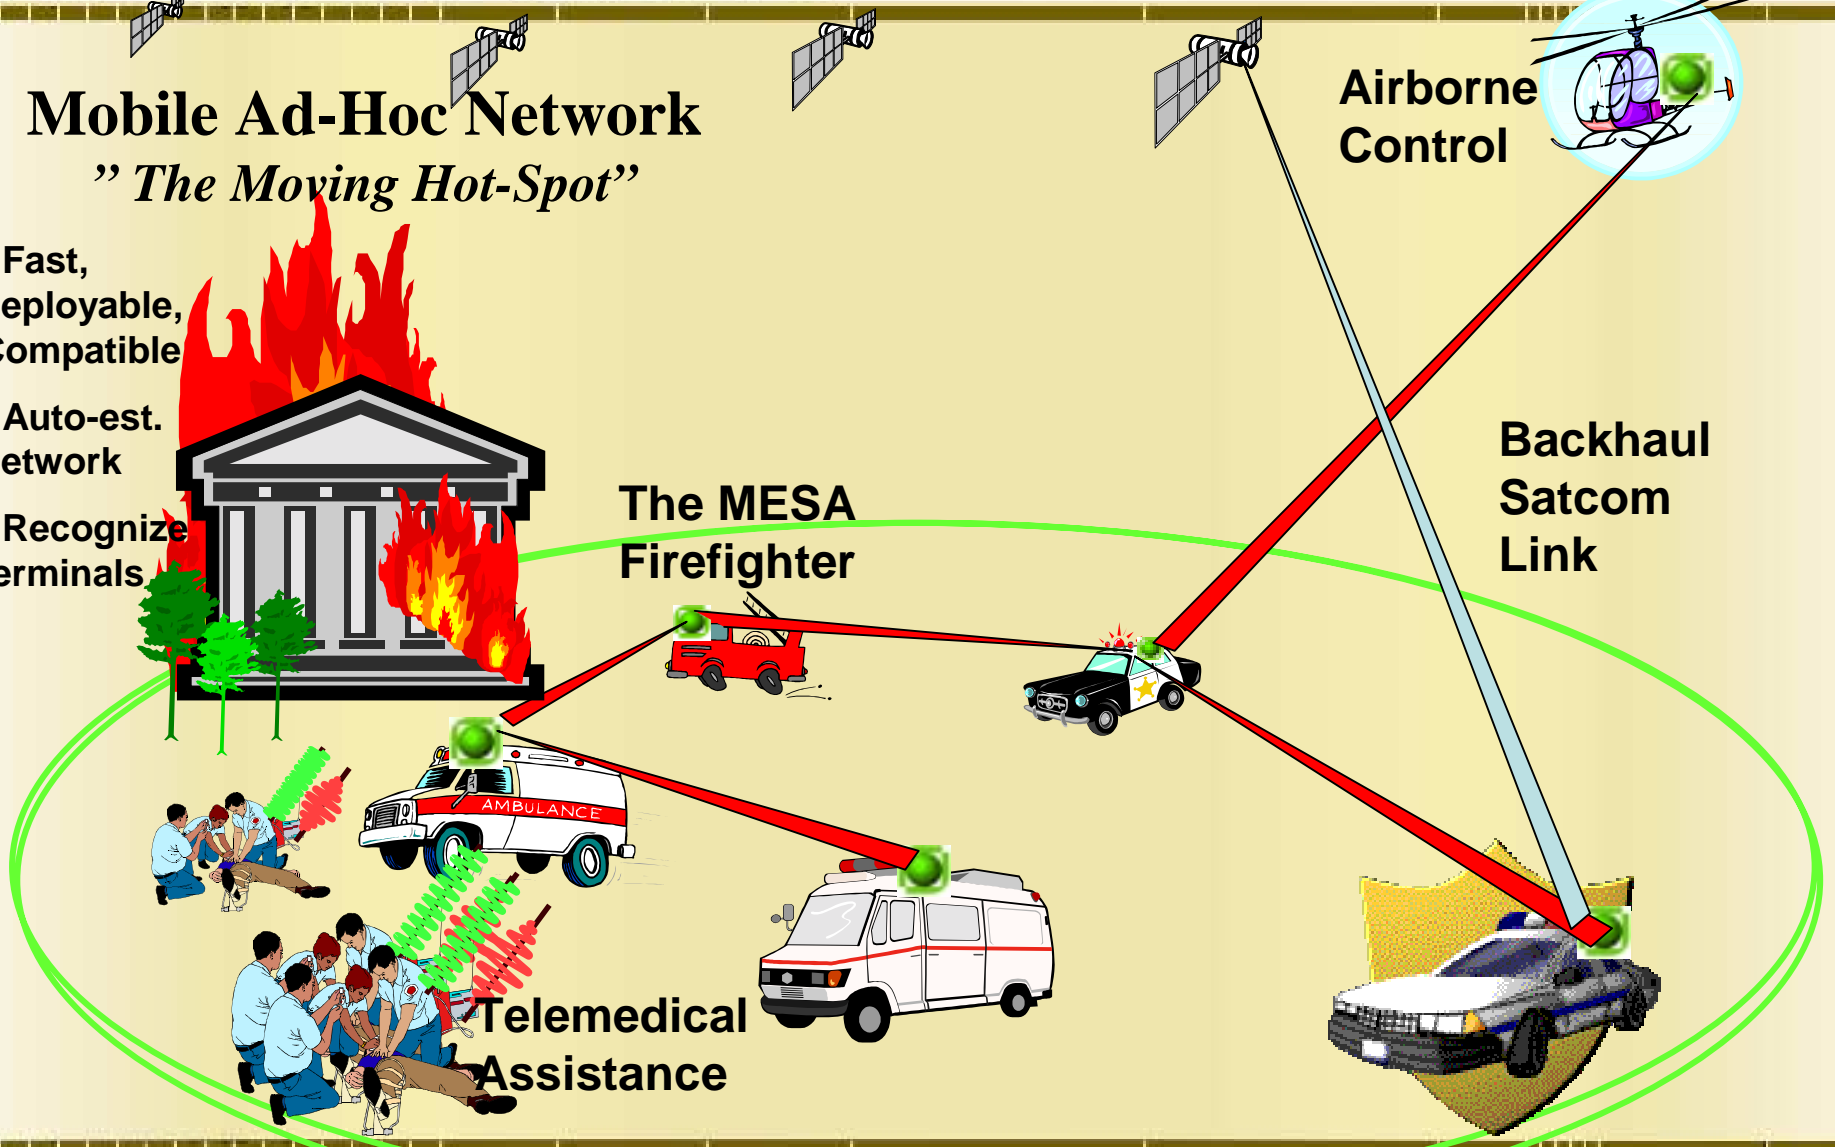 Mobile Ad-Hoc Network
” The Moving Hot-Spot”
Fast,
eployable,
Compatible
Auto-est.
etwork
Recognize
erminals
Airborne
Control
Backhaul
Satcom
Link
The MESA
Firefighter
AMBULANCE
Telemedical
Assistance